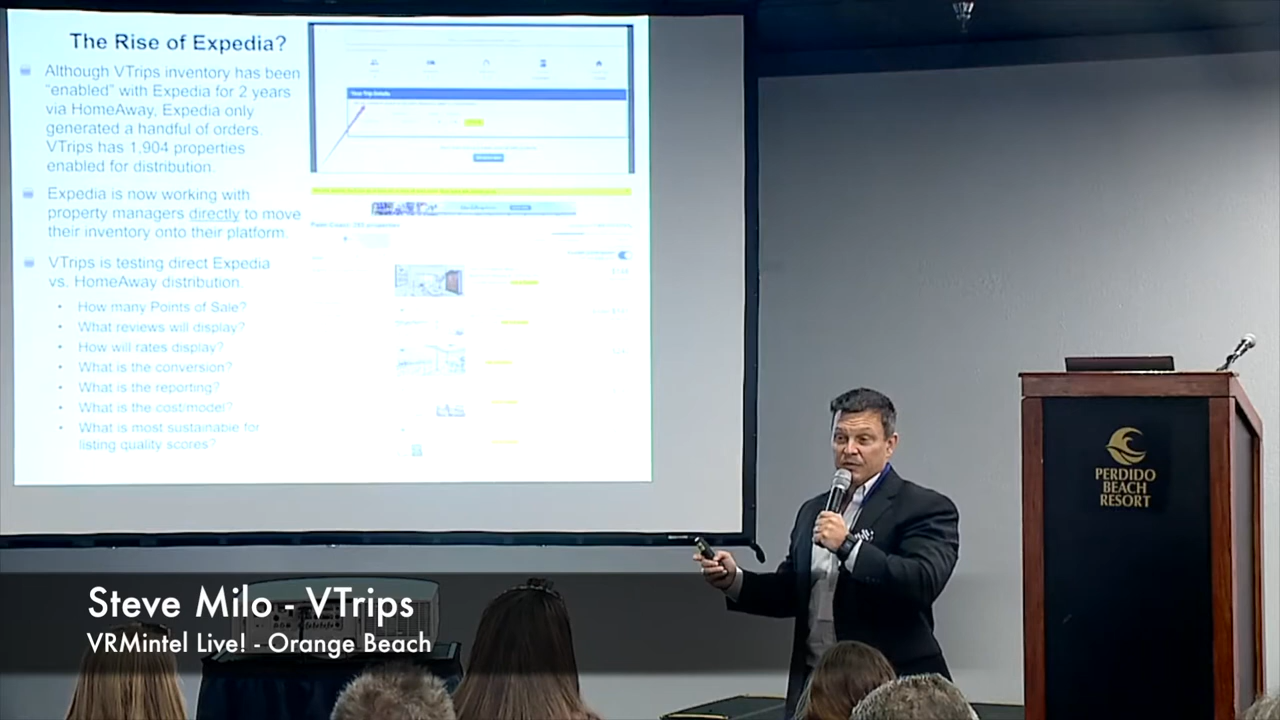 The Rise of Expedia?
Although VTrips inventory has been
"enabled" with Expedia for 2 years
via HomeAway, Expedia only
generated a handful of orders.
VTrips has 1,904 properties
enabled for distribution.
Expedia is now working with
property managers directly to move
their inventory onto their platform.
VTrips is testing direct Expedia
vs. HomeAway distribution.
How many Points of Sale?
What reviews will display?
How will rates display?
What is the conversion?
What is the reporting?
What is the cost model?
What is most sustainable for
listing quality scores?
PERDIDO
BEACH
RESORT
Steve Milo - VTrips
VRMintel Live! - Orange Beach